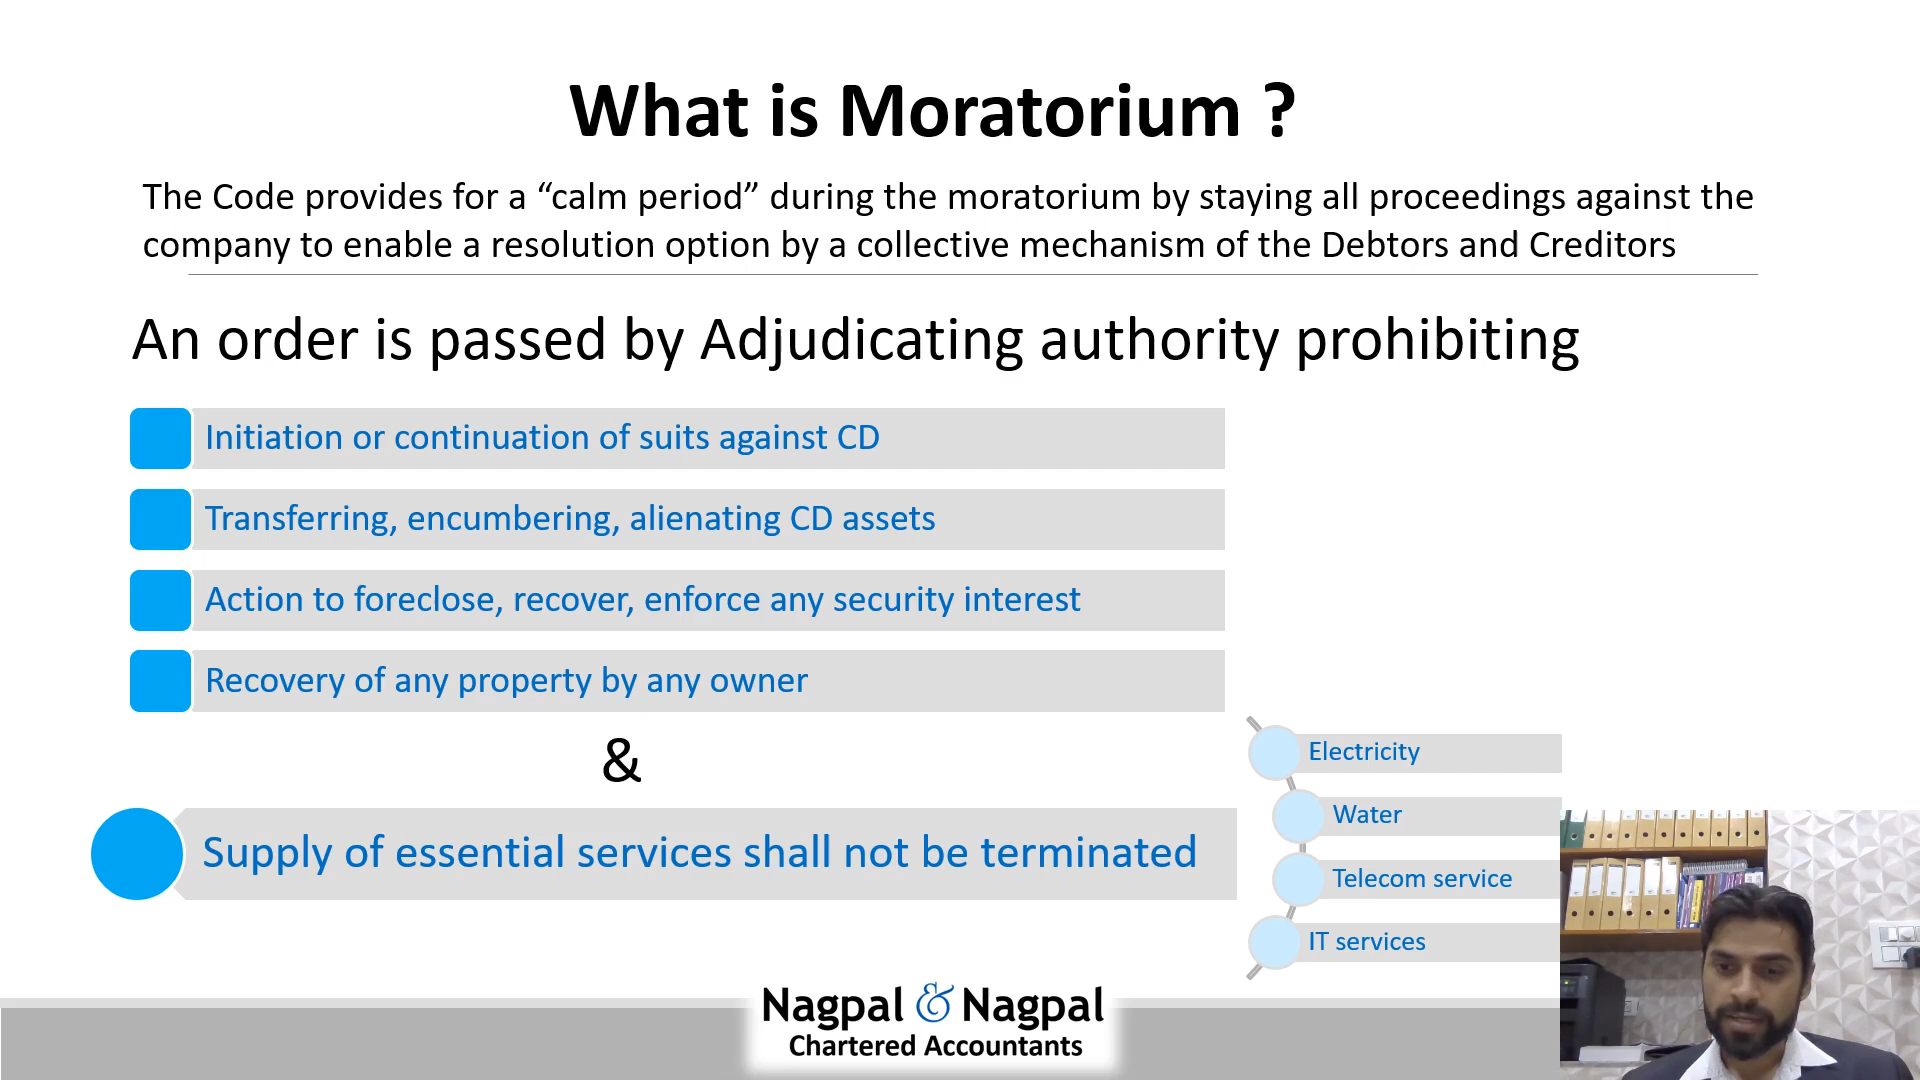 What is Moratorium ?
The Code provides for a “calm period” during the moratorium by staying all proceedings against the
company to enable a resolution option by a collective mechanism of the Debtors and Creditors
An order is passed by Adjudicating authority prohibiting
Initiation or continuation of suits against CD
Transferring, encumbering, alienating CD assets
Action to foreclose, recover, enforce any security interest
Recovery of any property by any owner
&
Supply of essential services shall not be terminated
Electricity
Water
Telecom service
IT services
Nagpal & Nagpal
Chartered Accountants